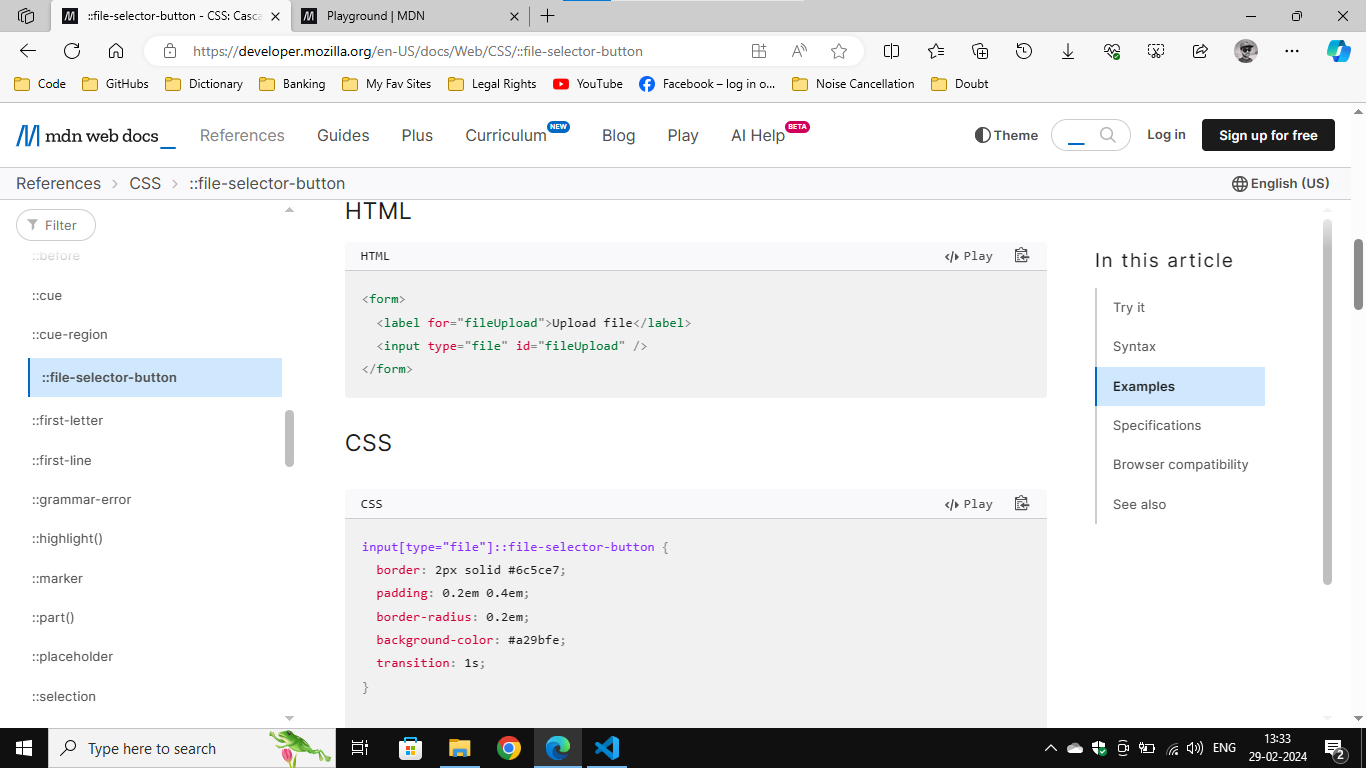 ::file-selector-button - CSS: Casca
Playground | MDN
https://developer.mozilla.org/en-US/docs/Web/CSS/::file-selector-button
Code
GitHubs
Dictionary
Banking
My Fav Sites
Legal Rights
YouTube
Facebook – log in o...
Noise Cancellation
Doubt
mdn web docs_
References
Guides
Plus
Curriculum NEW
Blog
Play
AI Help BETA
Theme
Log in
Sign up for free
References > CSS > ::file-selector-button
English (US)
Filter
::before
::cue
::cue-region
::file-selector-button
::first-letter
::first-line
::grammar-error
::highlight()
::marker
::part()
::placeholder
::selection
HTML
HTML
Play
<form>
  <label for="fileUpload">Upload file</label>
  <input type="file" id="fileUpload" />
</form>
CSS
CSS
Play
input[type="file"]::file-selector-button {
  border: 2px solid #6c5ce7;
  padding: 0.2em 0.4em;
  border-radius: 0.2em;
  background-color: #a29bfe;
  transition: 1s;
}
In this article
Try it
Syntax
Examples
Specifications
Browser compatibility
See also
Type here to search
ENG
13:33
29-02-2024
2